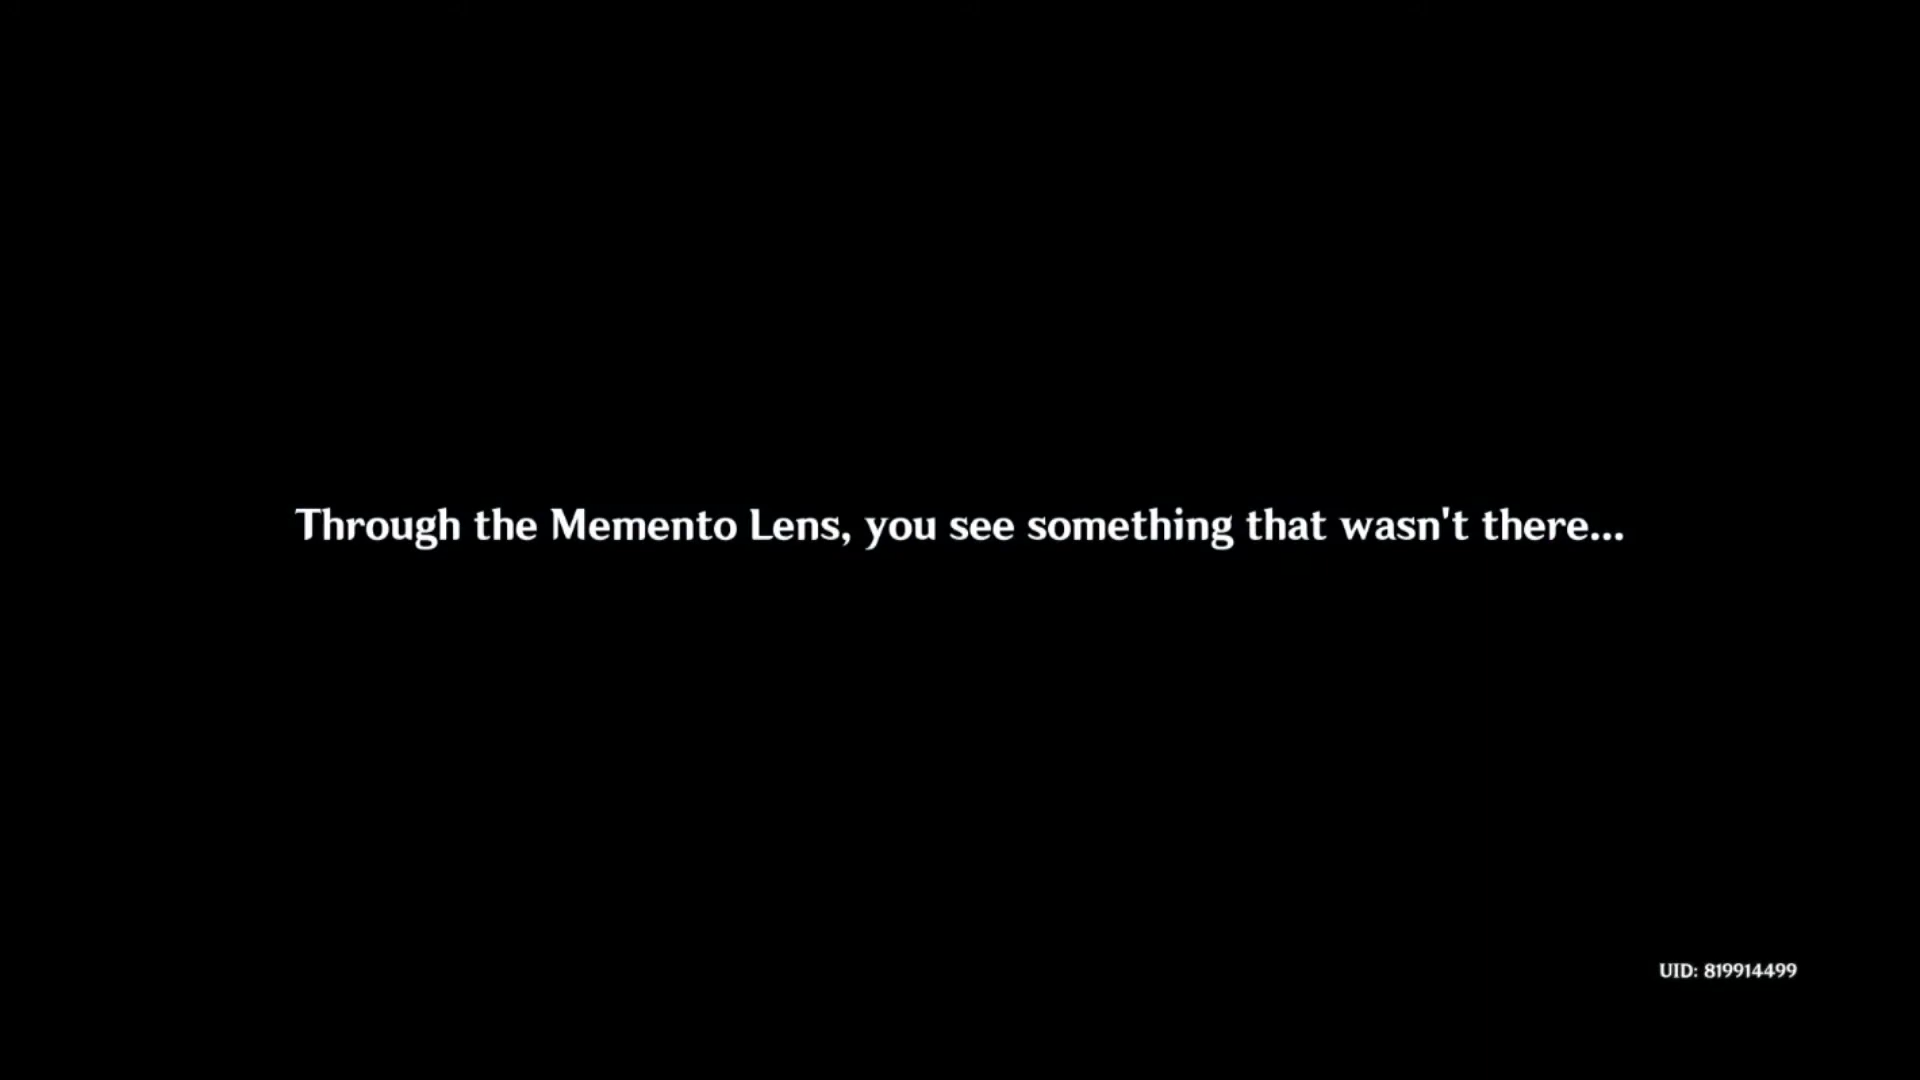 Through the Memento Lens, you see something that wasn't there...
UID: 819914499